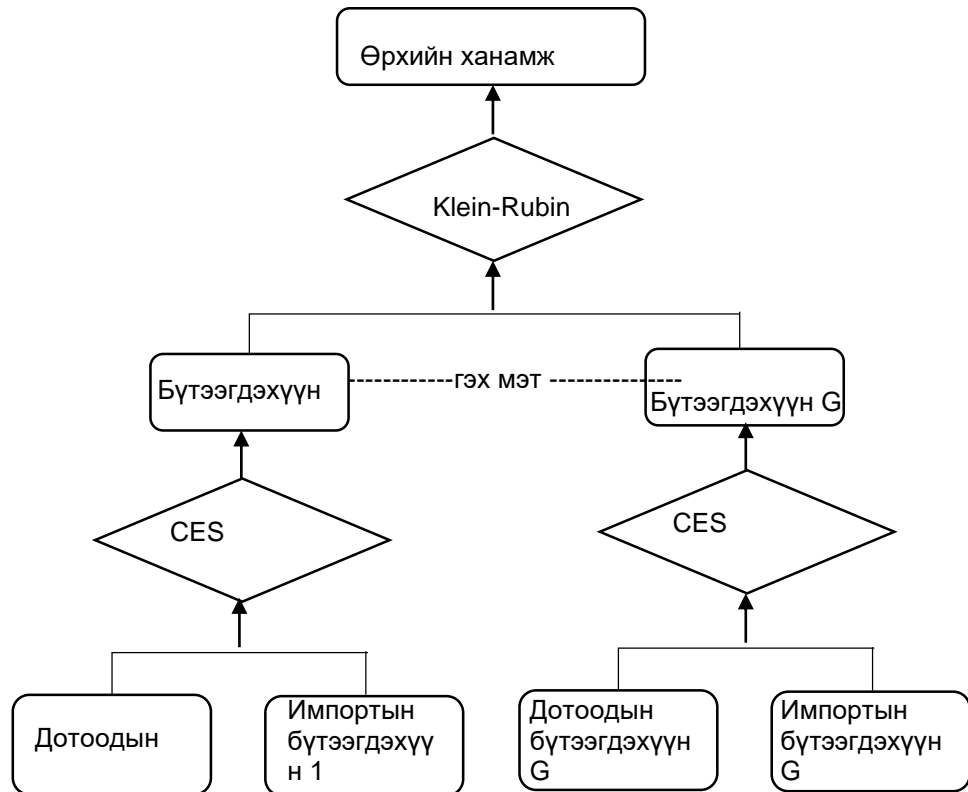 Өрхийн ханамж
Klein-Rubin
Бүтээгдэхүүн
гэх мэт
Бүтээгдэхүүн G
CES
CES
Дотоодын
Импортын
бүтээгдэхүү
н 1
Дотоодын
бүтээгдэхүүн
G
Импортын
бүтээгдэхүүн
G